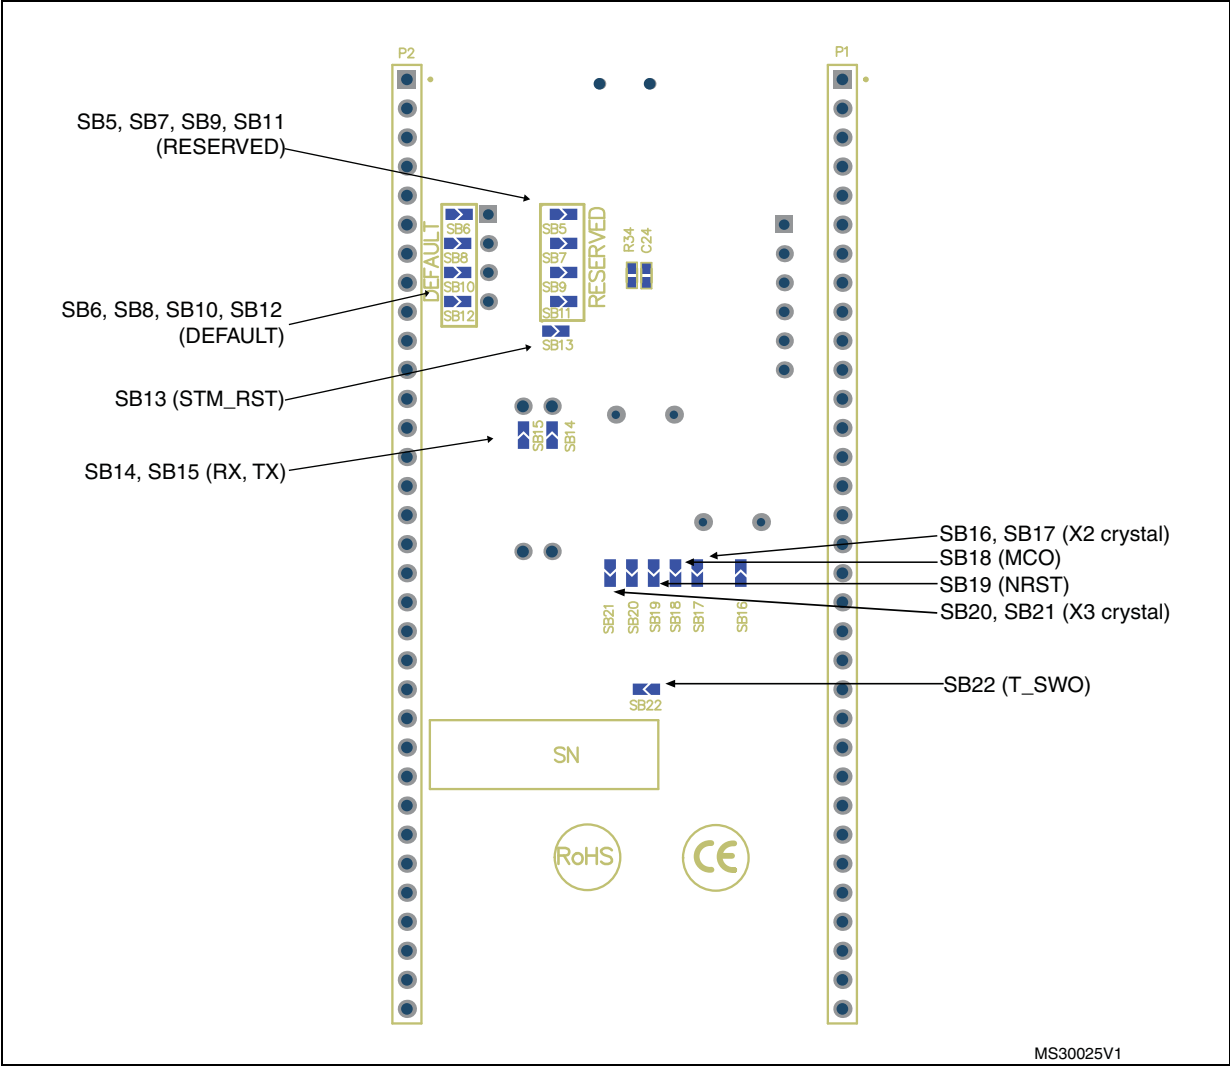 P2
P1
SB5, SB7, SB9, SB11
(RESERVED)
SB6
SB8
SB10
SB12
DEFAULT
SB5
SB7
SB9
SB11
RESERVED
R34
C24
SB6, SB8, SB10, SB12
(DEFAULT)
SB13
SB13 (STM_RST)
SB15
SB14
SB14, SB15 (RX, TX)
SB16, SB17 (X2 crystal)
SB18 (MCO)
SB19 (NRST)
SB20, SB21 (X3 crystal)
SB21
SB20
SB19
SB18
SB17
SB16
SB22 (T_SWO)
SB22
SN
RoHS
CE
MS30025V1